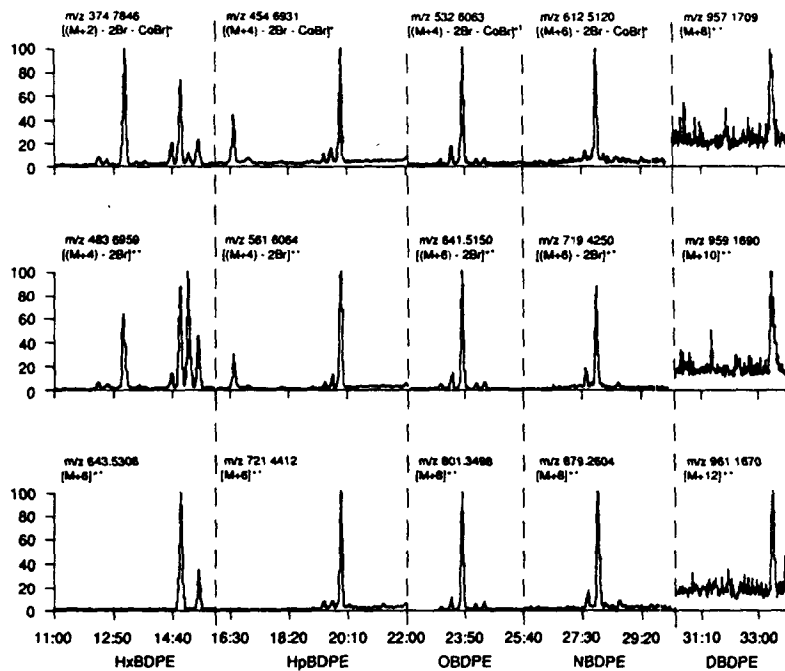 m/z 374 7846 m/z 454 6931 m/z 532 6063 m/z 612 5120 m/z 957 1709
[((M+2) - 2Br - CoBr]+ [((M+4) - 2Br - CoBr]+ [((M+4) - 2Br - CoBr]+1 [((M+6) - 2Br - CoBr]+ [M+8]+·
100
80
60
40
20
0
m/z 483 6959 m/z 561 6064 m/z 641.5150 m/z 719 4250 m/z 959 1690
[((M+4) - 2Br]+· [((M+4) - 2Br]+· [((M+6) - 2Br]+· [((M+6) - 2Br]+· [M+10]+·
100
80
60
40
20
0
m/z 643.5308 m/z 721 4412 m/z 801.3498 m/z 879.2604 m/z 961 1670
[M+6]+· [M+6]+· [M+8]+· [M+8]+· [M+12]+·
100
80
60
40
20
0
11:00 12:50 14:40 16:30 18:20 20:10 22:00 23:50 25:40 27:30 29:20 31:10 33:00
HxBDPE HpBDPE OBDPE NBDPE DBDPE